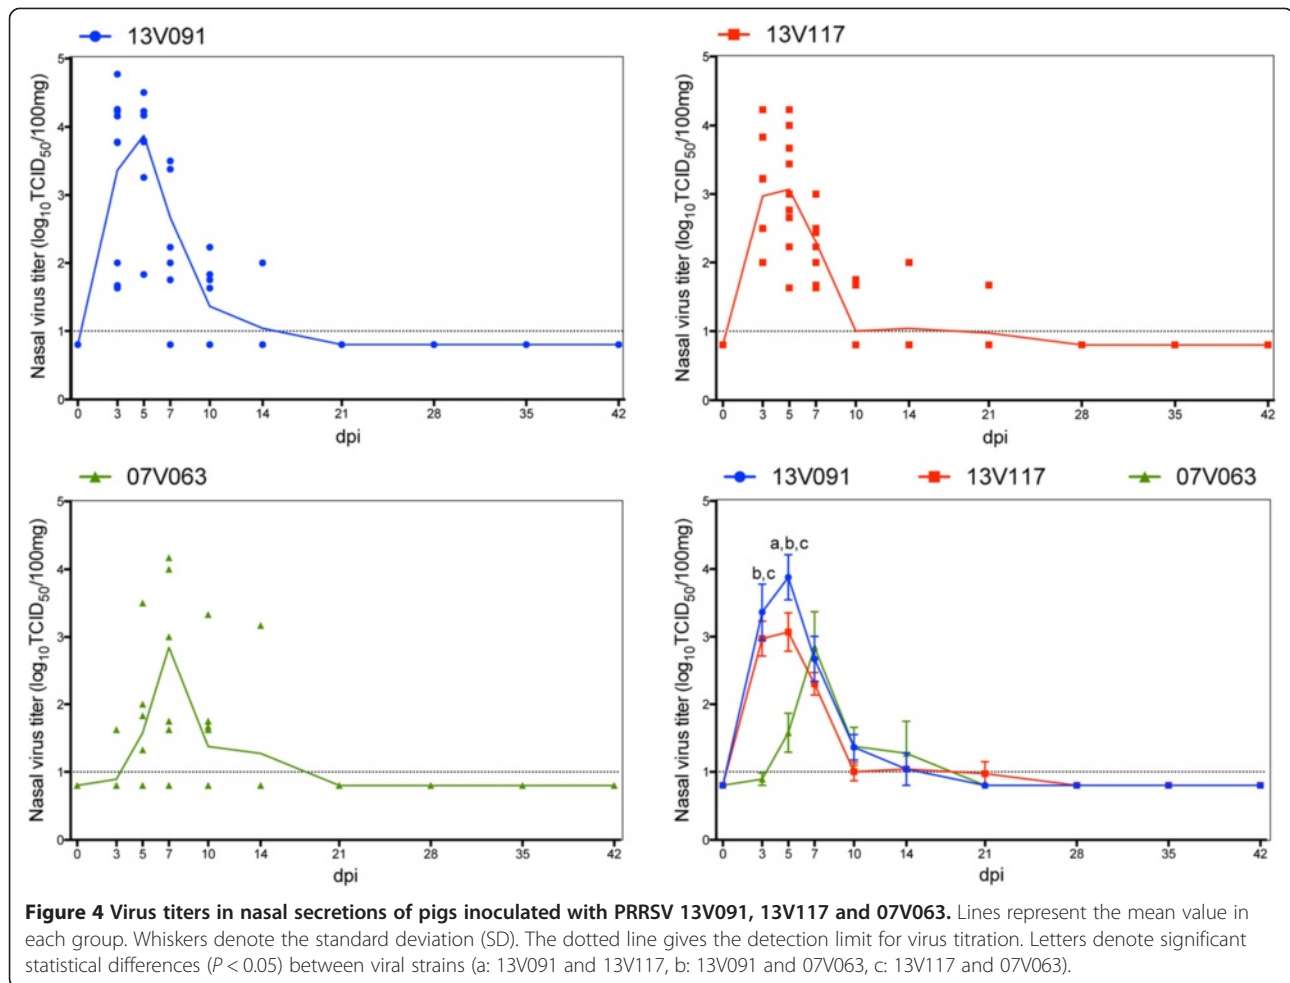 13V091
Nasal virus titer (log10TCID50/100mg)
5
4
3
2
1
0
0 3 5 7 10 14 21 28 35 42
dpi
13V117
Nasal virus titer (log10TCID50/100mg)
5
4
3
2
1
0
0 3 5 7 10 14 21 28 35 42
dpi
07V063
Nasal virus titer (log10TCID50/100mg)
5
4
3
2
1
0
0 3 5 7 10 14 21 28 35 42
dpi
13V091 13V117 07V063
Nasal virus titer (log10TCID50/100mg)
5
4
3
2
1
0
a,b,c
b,c
0 3 5 7 10 14 21 28 35 42
dpi
Figure 4 Virus titers in nasal secretions of pigs inoculated with PRRSV 13V091, 13V117 and 07V063. Lines represent the mean value in
each group. Whiskers denote the standard deviation (SD). The dotted line gives the detection limit for virus titration. Letters denote significant
statistical differences (P < 0.05) between viral strains (a: 13V091 and 13V117, b: 13V091 and 07V063, c: 13V117 and 07V063).